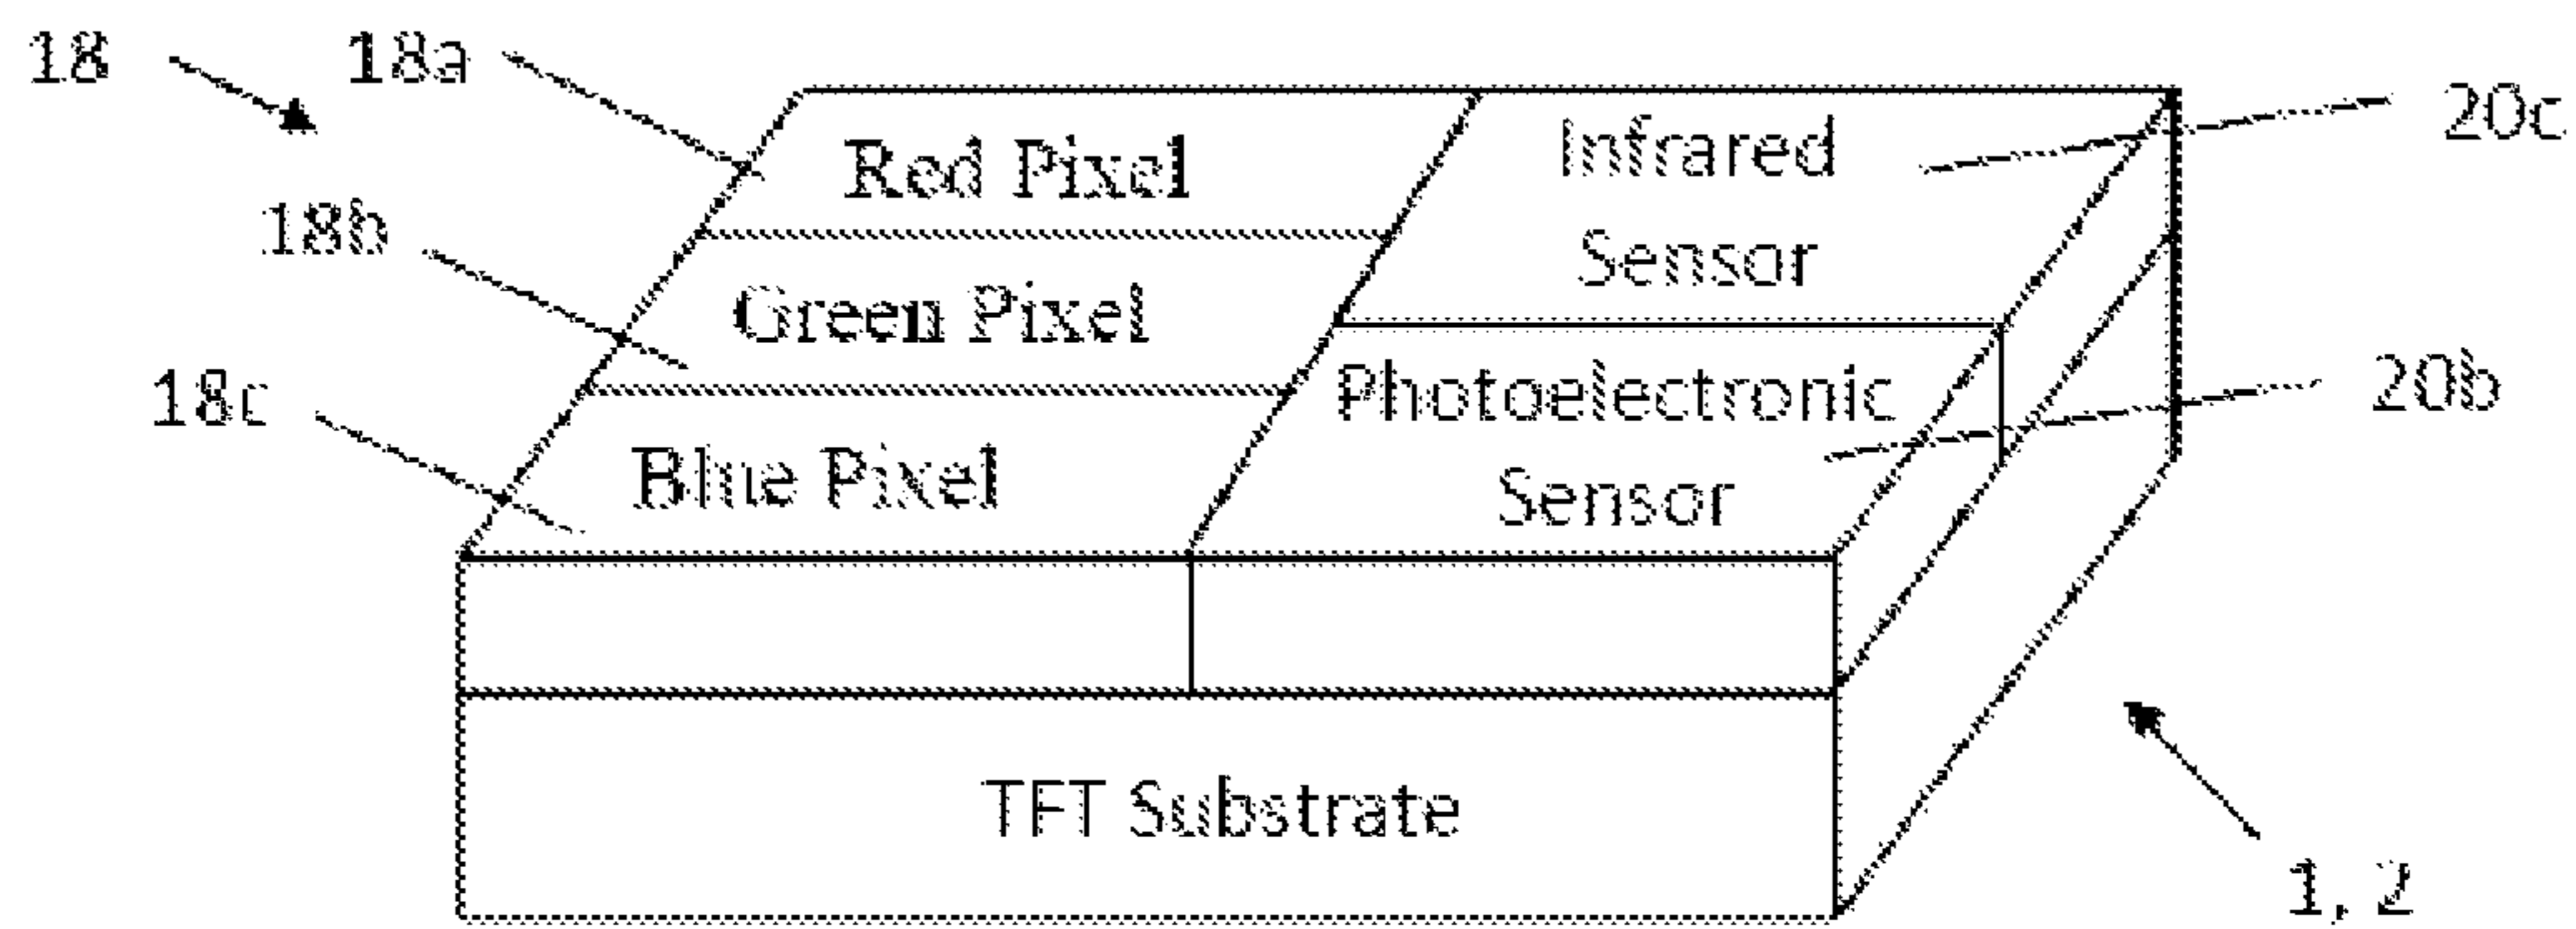 18
18a
Red Pixel
Infrared
Sensor
20c
18b
Green Pixel
18c
Photoelectronic
Sensor
20b
Blue Pixel
TFT Substrate
1, 2